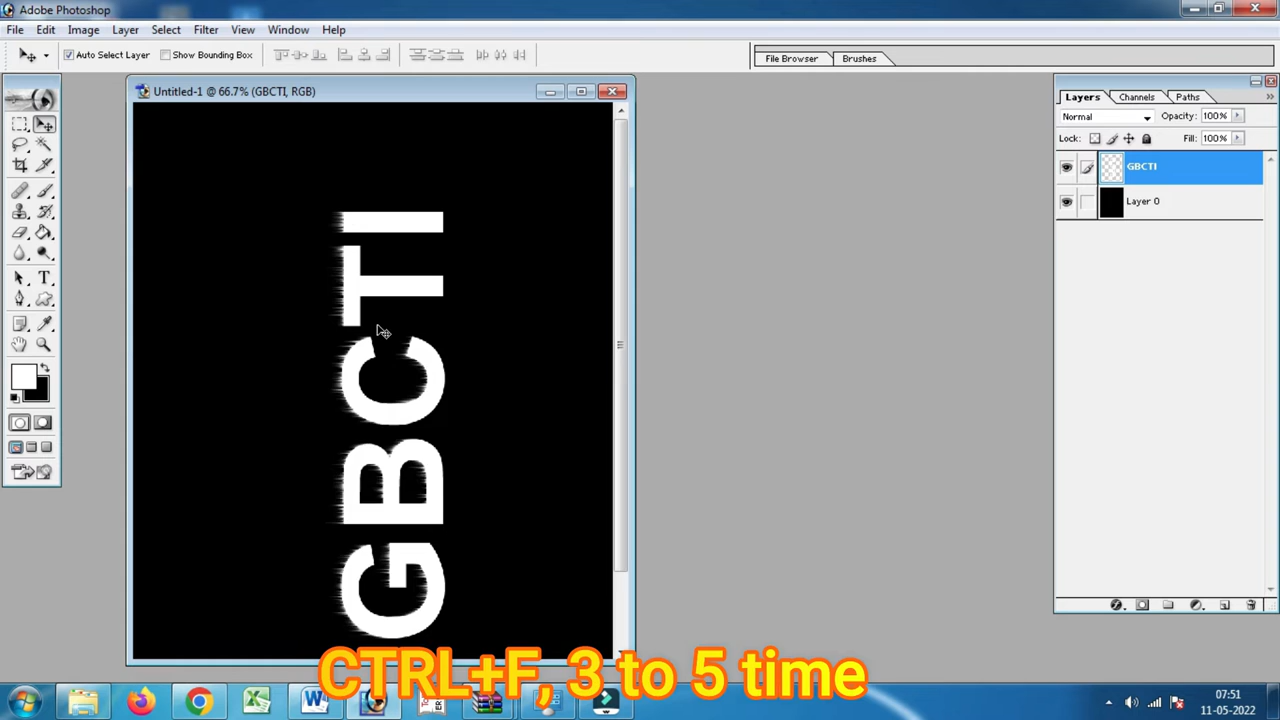 Adobe Photoshop
File Edit Image Layer Select Filter View Window Help
Auto Select Layer Show Bounding Box
File Browser Brushes
Untitled-1 @ 66.7% (GBCTI, RGB)
GBCTI
Layers Channels Paths
Normal Opacity: 100%
Lock: Fill: 100%
GBCTI
Layer 0
CTRL+F, 3 to 5 time
07:51
11-05-2022